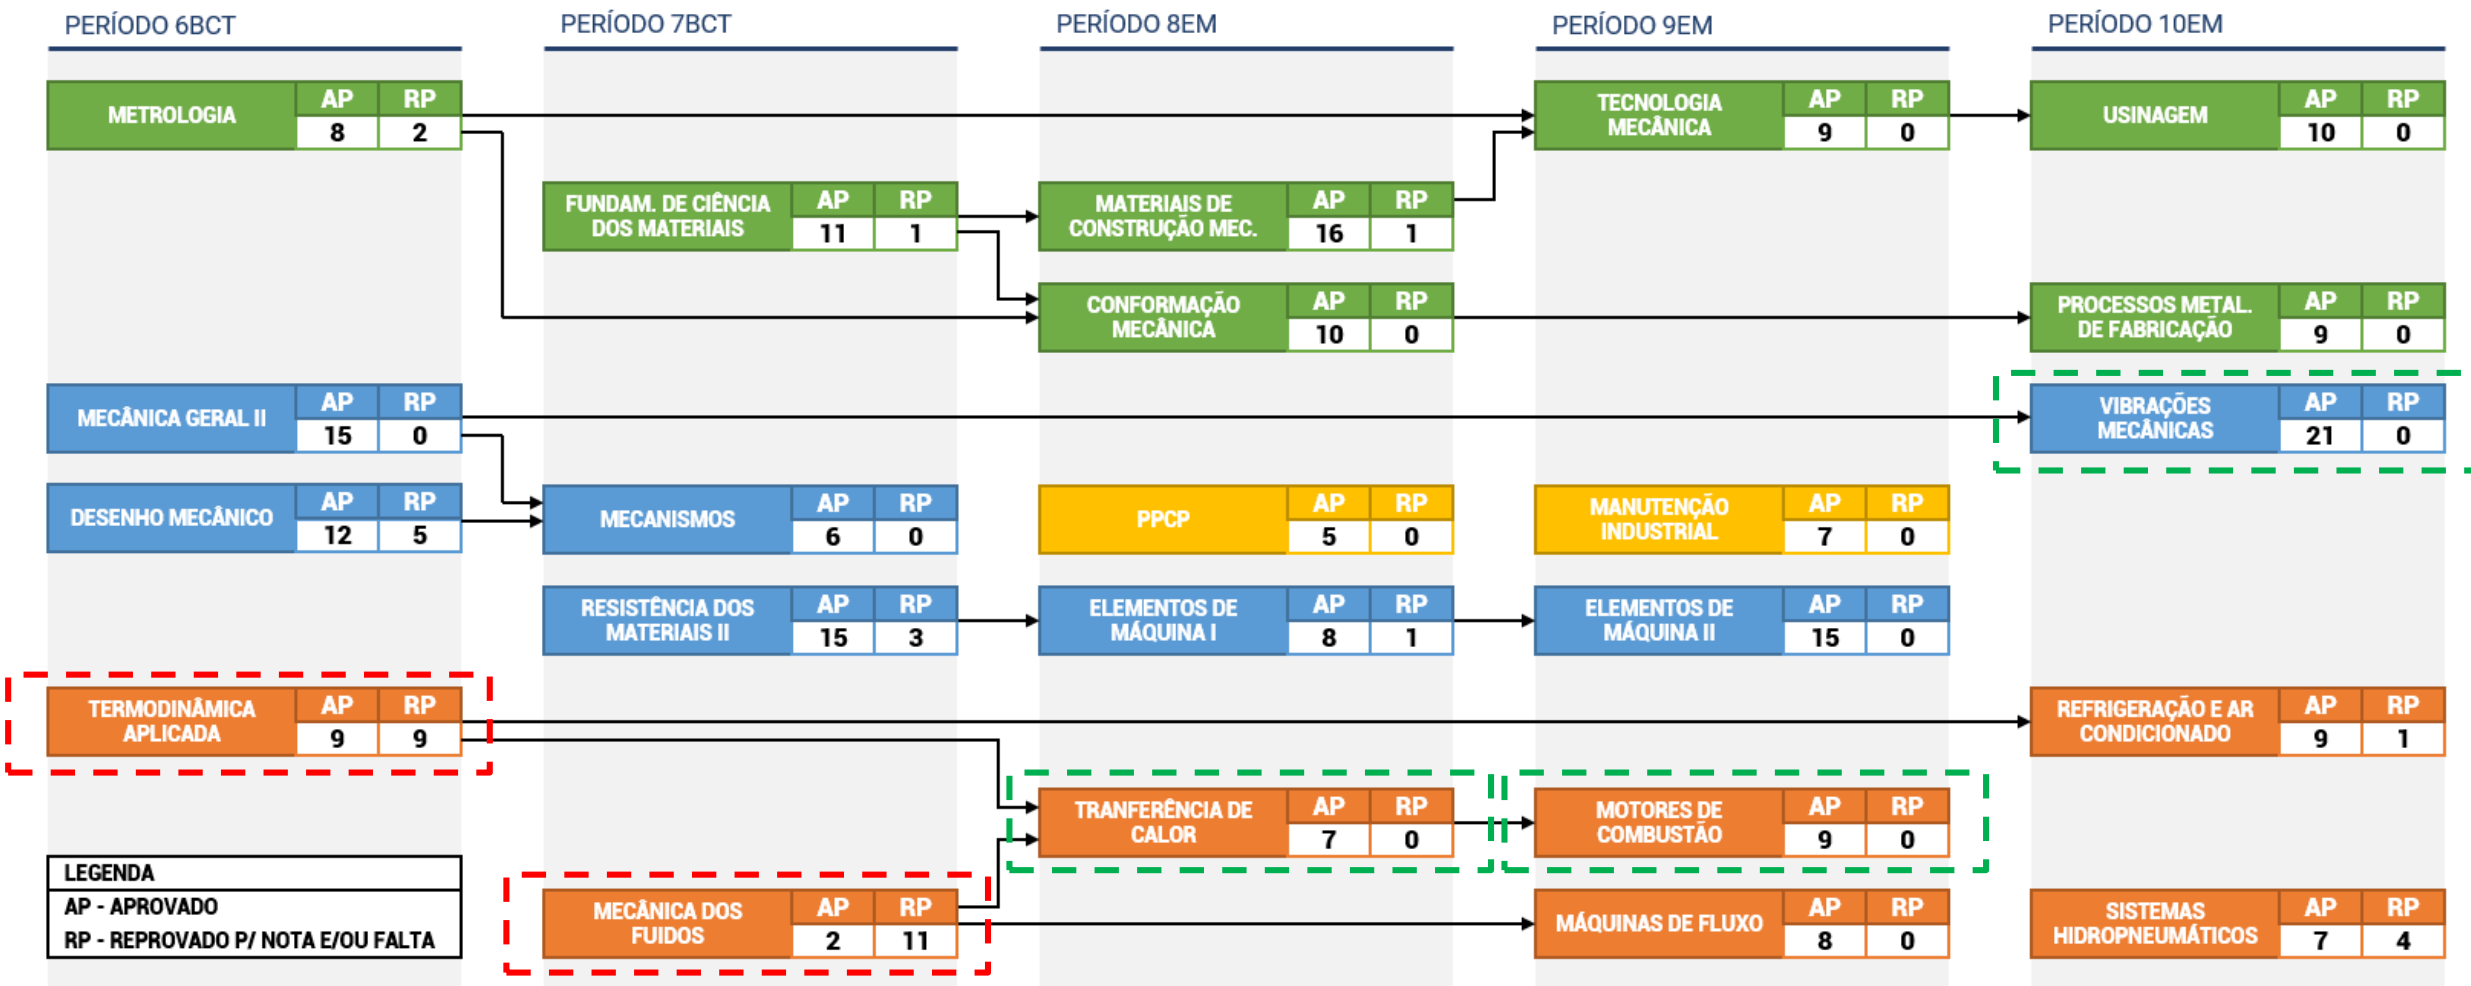 PERÍODO 6BCT
PERÍODO 7BCT
PERÍODO 8EM
PERÍODO 9EM
PERÍODO 10EM
METROLOGIA
AP RP
8 2
TECNOLOGIA
MECÂNICA
AP RP
9 0
USINAGEM
AP RP
10 0
FUNDAM. DE CIÊNCIA
DOS MATERIAIS
AP RP
11 1
MATERIAIS DE
CONSTRUÇÃO MEC.
AP RP
16 1
CONFORMAÇÃO
MECÂNICA
AP RP
10 0
PROCESSOS METAL.
DE FABRICAÇÃO
AP RP
9 0
MECÂNICA GERAL II
AP RP
15 0
VIBRAÇÕES
MECÂNICAS
AP RP
21 0
DESENHO MECÂNICO
AP RP
12 5
MECANISMOS
AP RP
6 0
PPCP
AP RP
5 0
MANUTENÇÃO
INDUSTRIAL
AP RP
7 0
RESISTÊNCIA DOS
MATERIAIS II
AP RP
15 3
ELEMENTOS DE
MÁQUINA I
AP RP
8 1
ELEMENTOS DE
MÁQUINA II
AP RP
15 0
TERMODINÂMICA
APLICADA
AP RP
9 9
REFRIGERAÇÃO E AR
CONDICIONADO
AP RP
9 1
TRANFERÊNCIA DE
CALOR
AP RP
7 0
MOTORES DE
COMBUSTÃO
AP RP
9 0
LEGENDA
AP - APROVADO
RP - REPROVADO P/ NOTA E/OU FALTA
MECÂNICA DOS
FUIDOS
AP RP
2 11
MÁQUINAS DE FLUXO
AP RP
8 0
SISTEMAS
HIDROPNEUMÁTICOS
AP RP
7 4